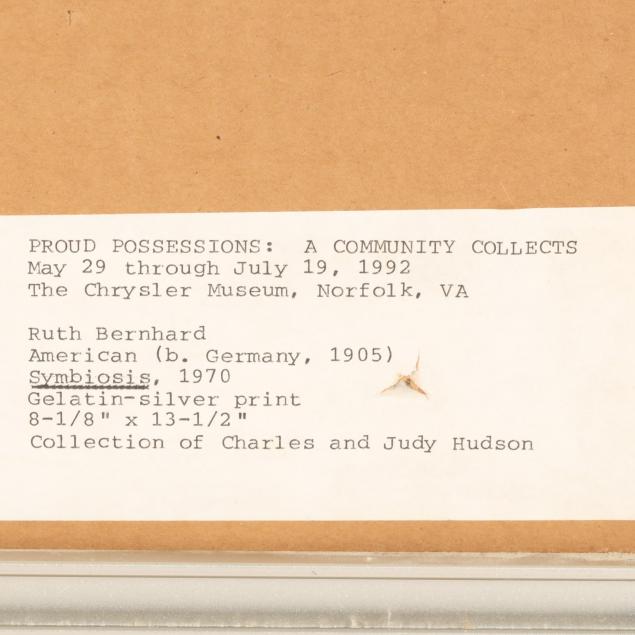 PROUD POSSESSIONS: A COMMUNITY COLLECTS
May 29 through July 19, 1992
The Chrysler Museum, Norfolk, VA
Ruth Bernhard
American (b. Germany, 1905)
Symbiosis, 1970
Gelatin-silver print
8-1/8" x 13-1/2"
Collection of Charles and Judy Hudson